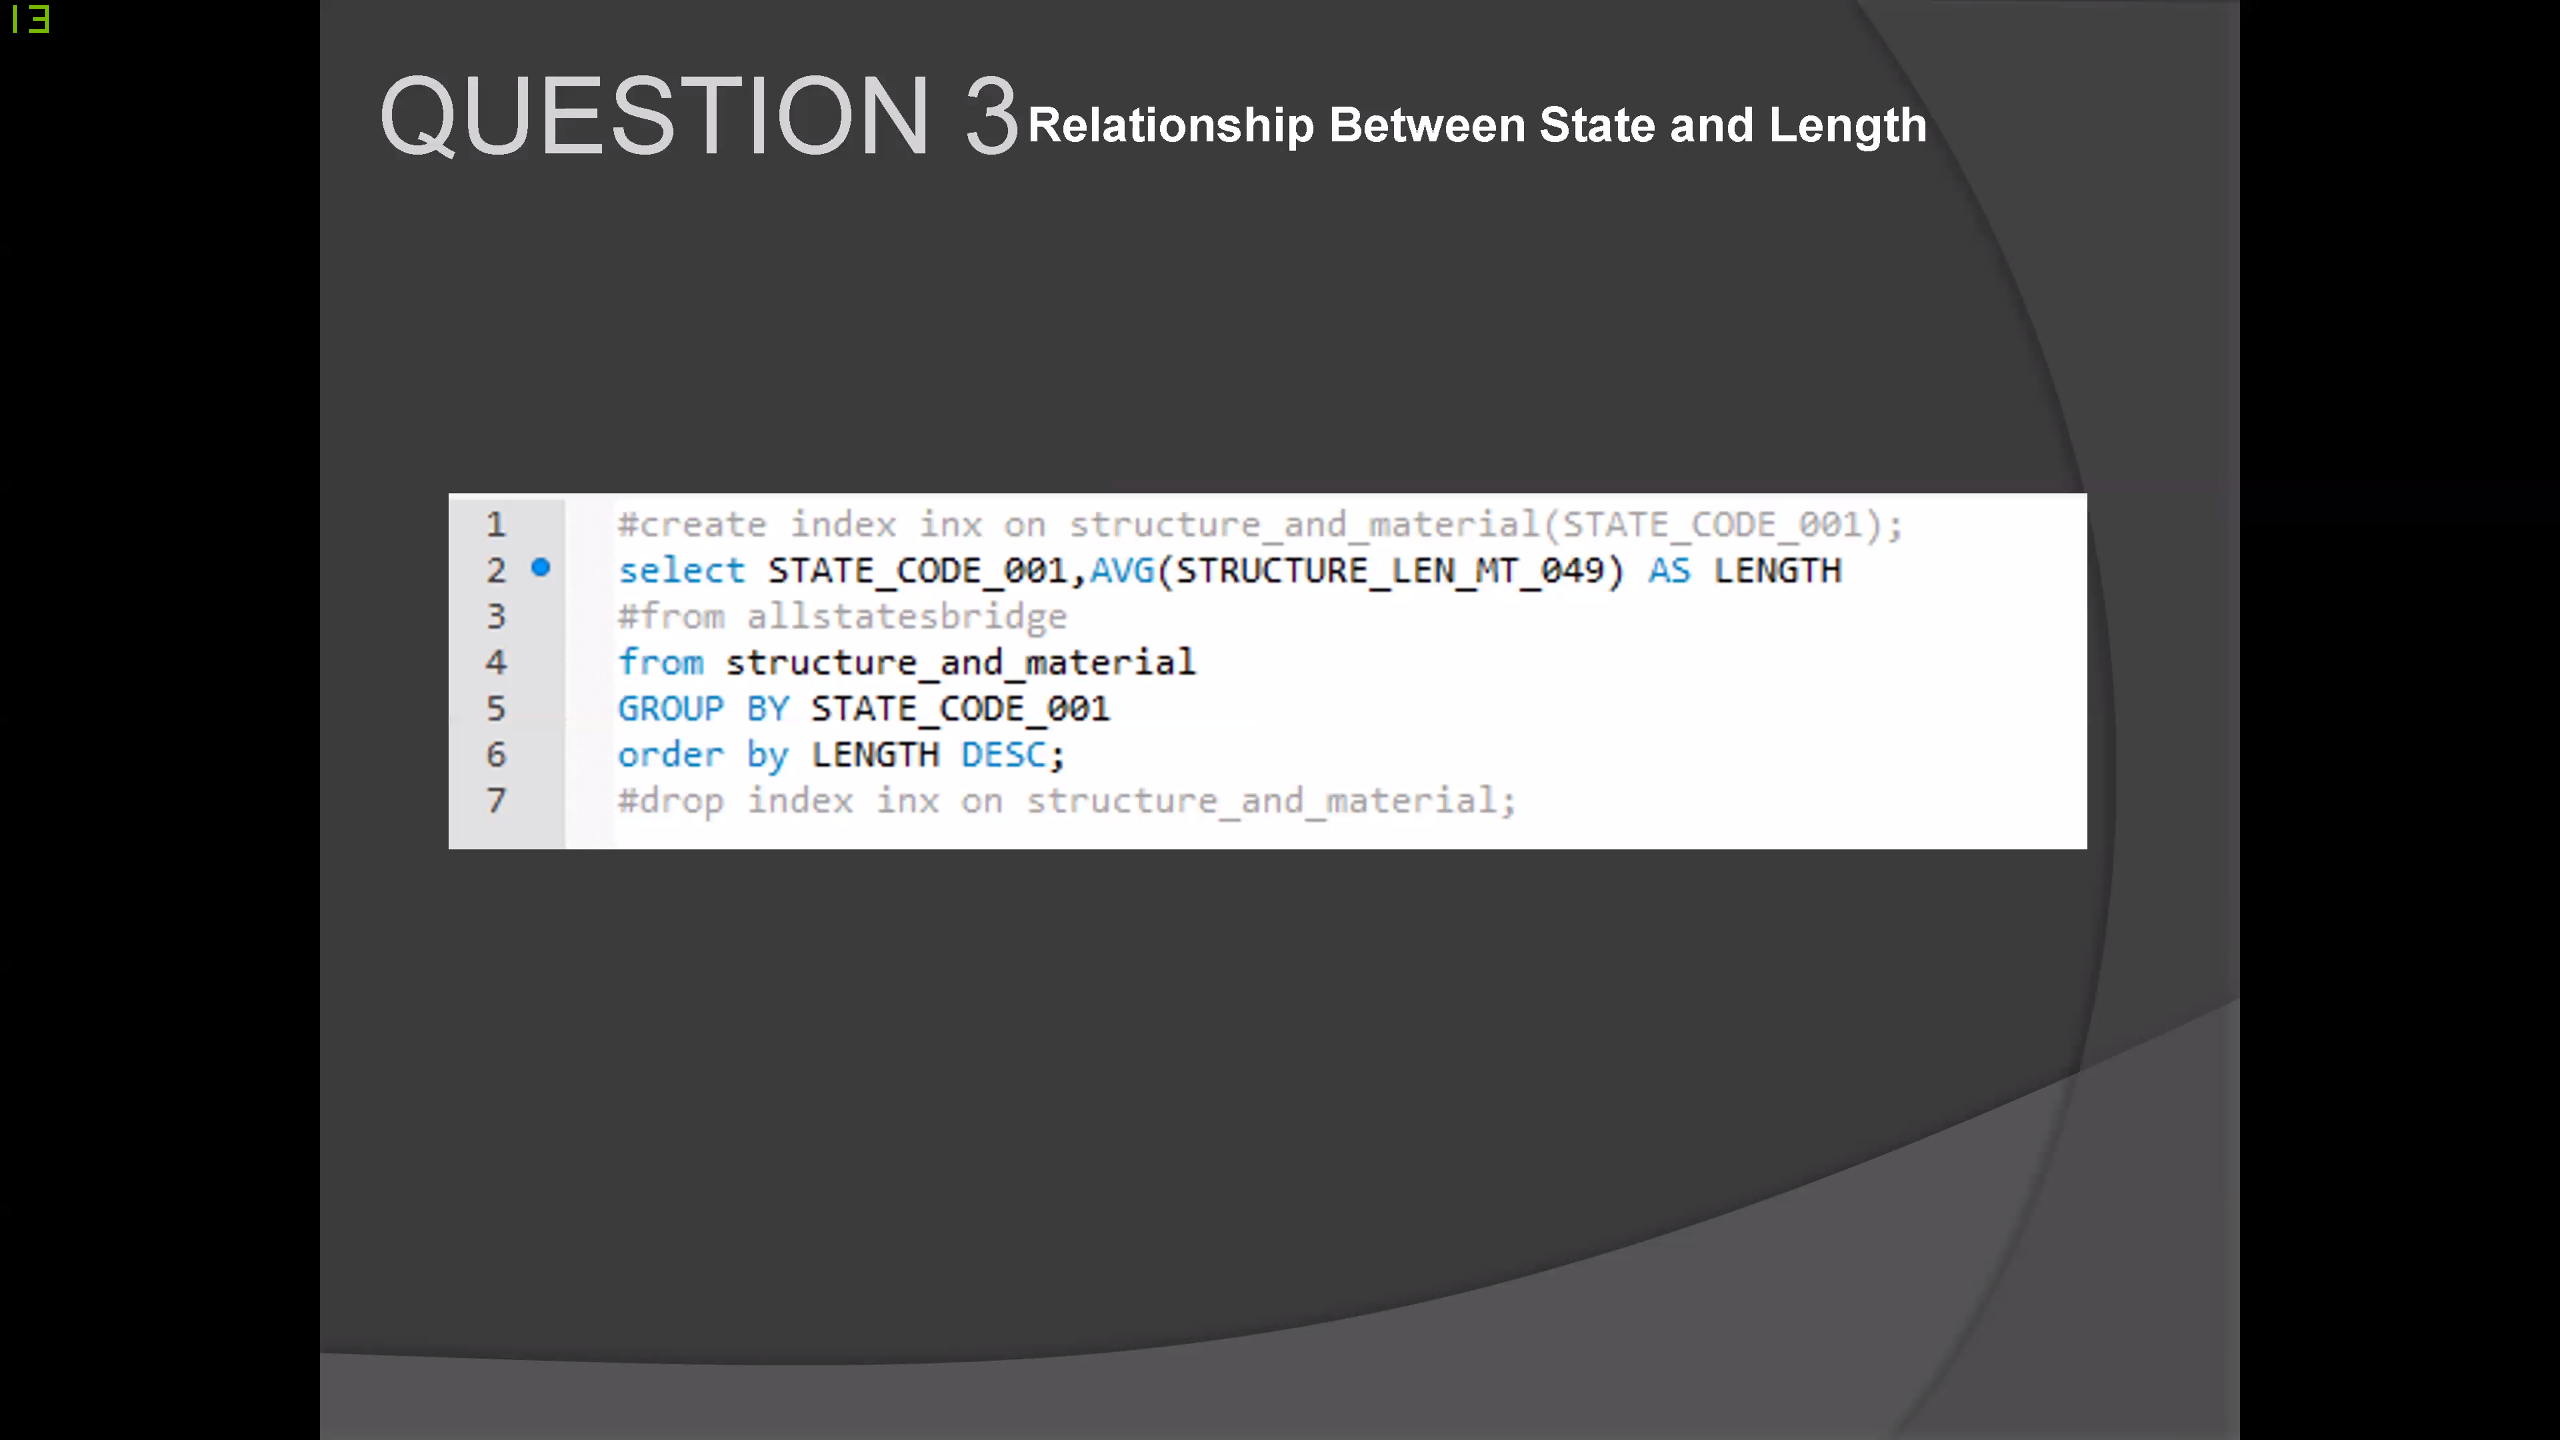 13
QUESTION 3 Relationship Between State and Length
1 #create index inx on structure_and_material(STATE_CODE_001);
2 select STATE_CODE_001,AVG(STRUCTURE_LEN_MT_049) AS LENGTH
3 #from allstatesbridge
4 from structure_and_material
5 GROUP BY STATE_CODE_001
6 order by LENGTH DESC;
7 #drop index inx on structure_and_material;